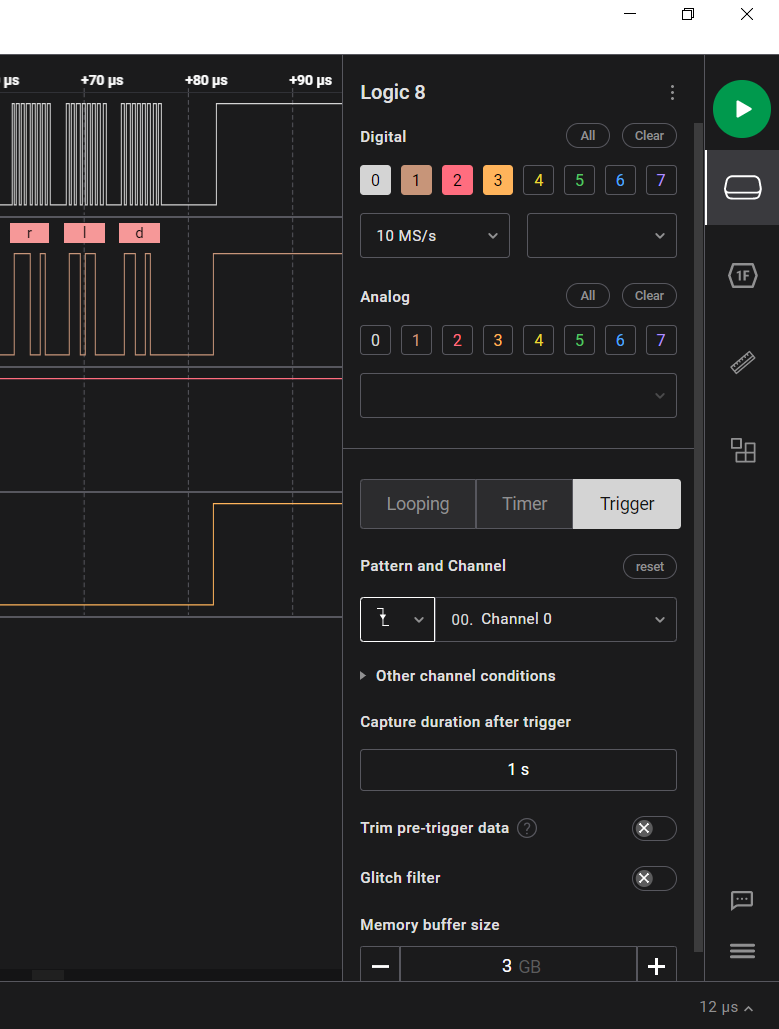 µs +70 µs +80 µs +90 µs
r l d
Logic 8
Digital All Clear
0 1 2 3 4 5 6 7
10 MS/s
Analog All Clear
0 1 2 3 4 5 6 7
1F
Looping Timer Trigger
Pattern and Channel reset
00. Channel 0
Other channel conditions
Capture duration after trigger
1 s
Trim pre-trigger data ?
Glitch filter
Memory buffer size
3 GB
12 µs